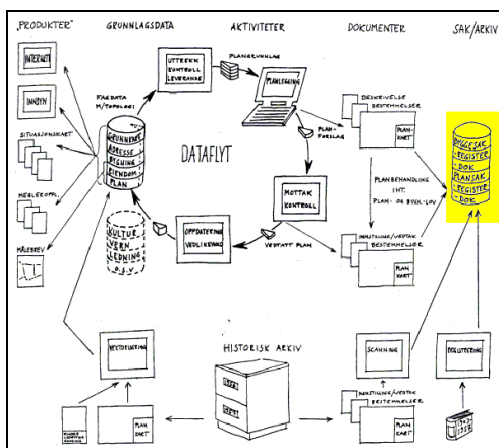 „PRODUKTER"
GRUNNLAGSDATA
AKTIVITETER
DOKUMENTER
SAK/ARKIV
INTERNETT
INNSYN
SITUASJONSKART
MEGLEROPPL.
MÅLEBREV
FAGDATA
M/TOPOLOGI
GRUNNKART
ADRESSE
BYGNING
EIENDOM
PLAN
KULTUR
VERN
LEDNING
O.S.V
UTTREKK
KONTROLL
LEVERANSE
PLANGRUNNLAG
PLANLEGGING
DATAFLYT
PLAN-
FORSLAG
MOTTAK
KONTROLL
OPPDATERING
VEDLIKEHOLD
VEDTATT PLAN
BESKRIVELSE
BESTEMMELSER
PLAN-
KART
PLANBEHANDLING
INT.
PLAN- OG BYGN.-LOV
INNSTILLING/VEDTAK
BESTEMMELSER
PLAN
KART
BYGGESAK
-REGISTER
-DOK
PLANSAK
-REGISTER
-DOK
VEKTORISERING
HISTORISK ARKIV
SCANNING
REGISTRERING
PLAN
KART
INNSTILLING/VEDTAK
BESTEMMELSER
PLAN
KART